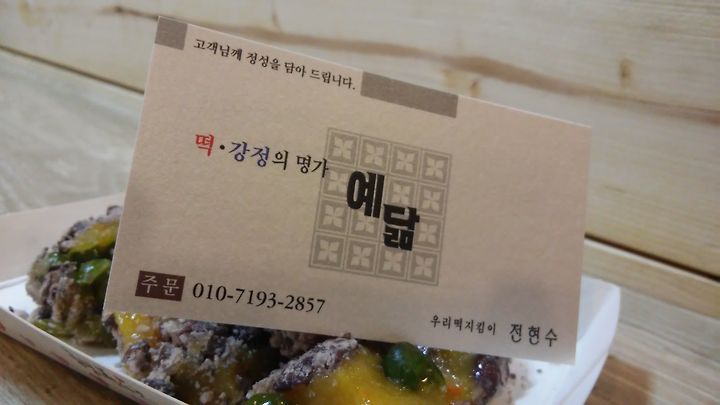 고객님께 정성을 담아 드립니다.
떡·강정의 명가
예닮
주문 010-7193-2857
우리떡지킴이 전현수